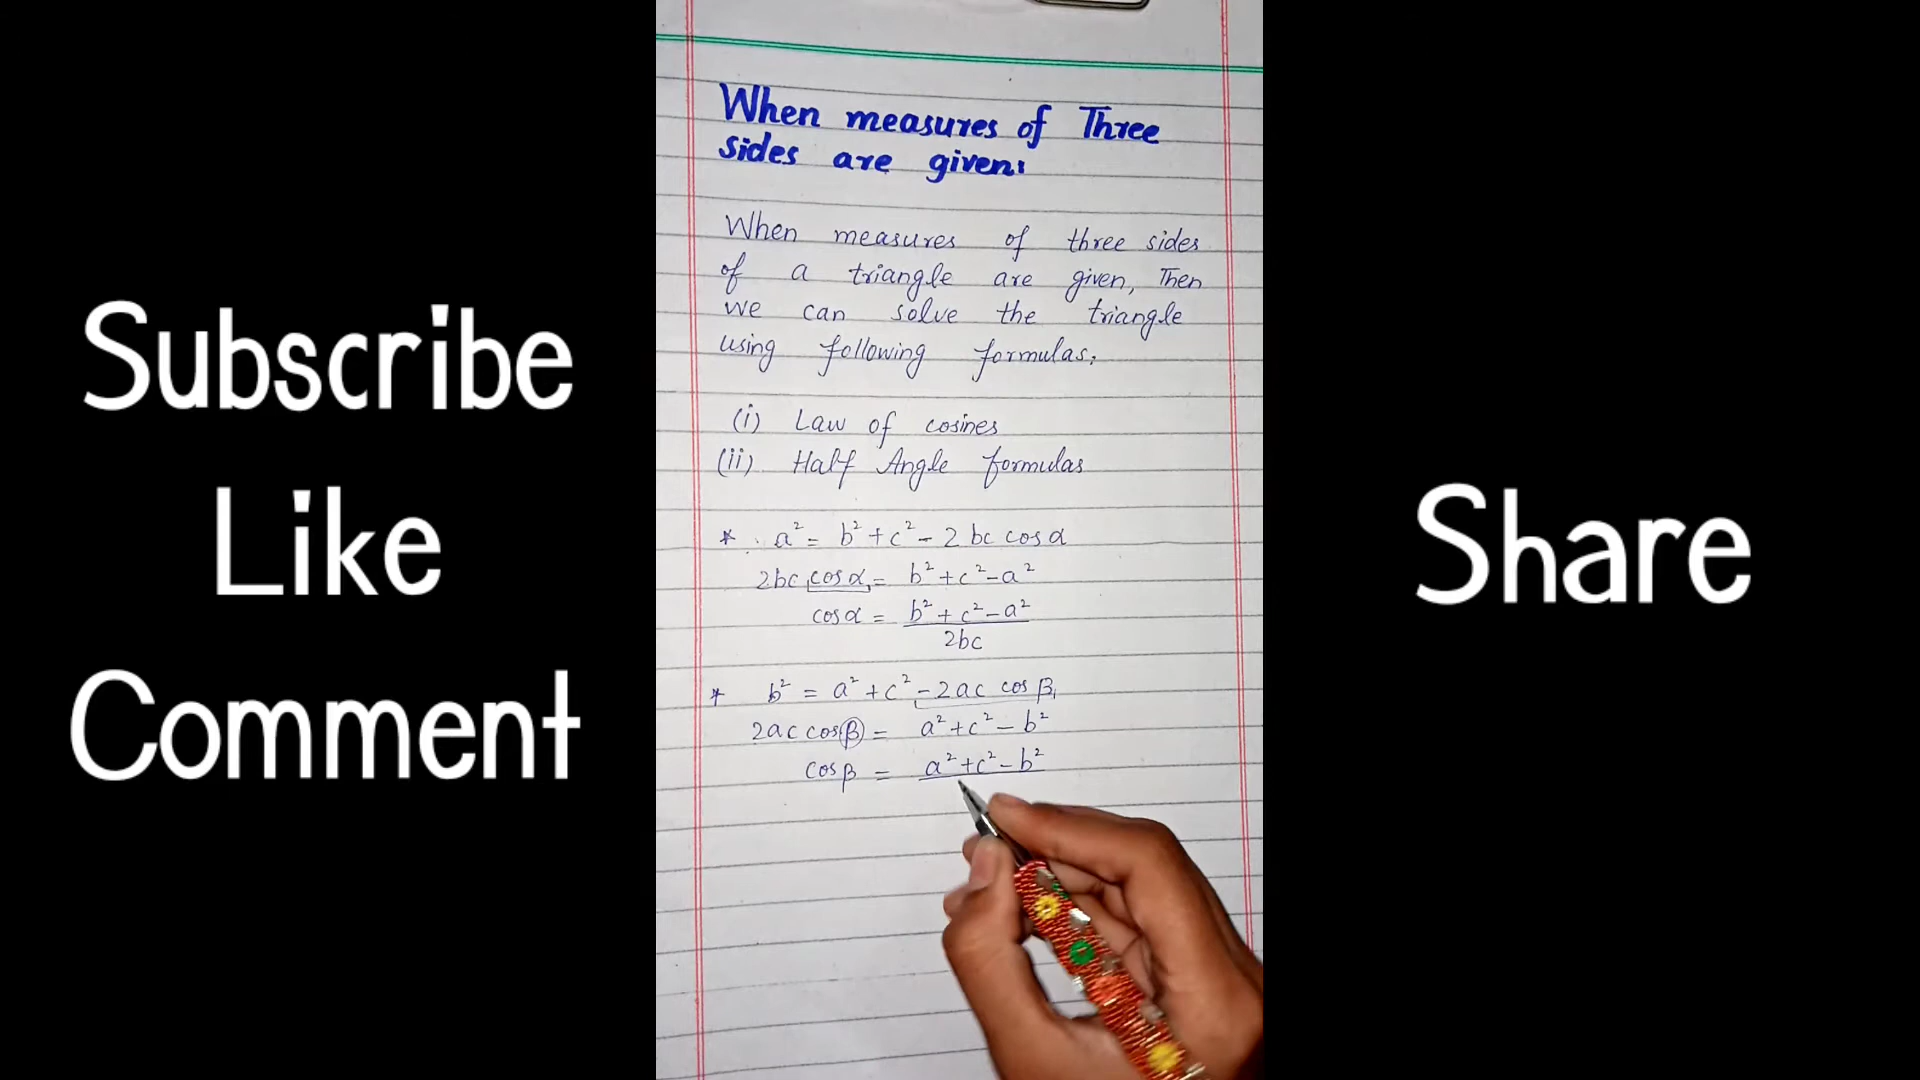 Subscribe
Like
Comment
When measures of Three
sides are given:
When measures of three sides
of a triangle are given, Then
we can solve the triangle
using following formulas:
(i) Law of cosines
(ii) Half Angle formulas
* a² = b² + c² - 2 bc cos α
2bc cos α = b² + c² - a²
cos α = b² + c² - a²
2bc
* b² = a² + c² - 2ac cos β
2ac cos β = a² + c² - b²
cos β = a² + c² - b²
Share